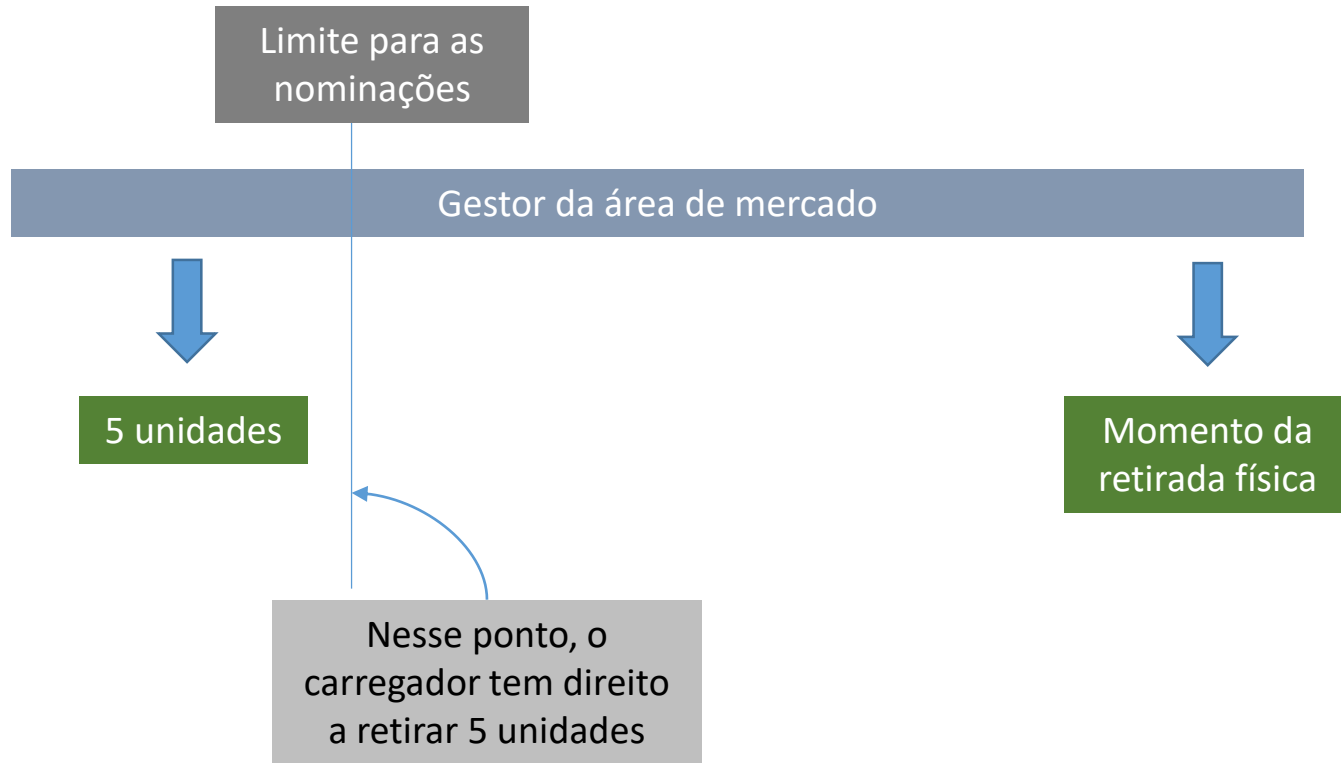 Limite para as
nominações
Gestor da área de mercado
5 unidades
Momento da
retirada física
Nesse ponto, o
carregador tem direito
a retirar 5 unidades